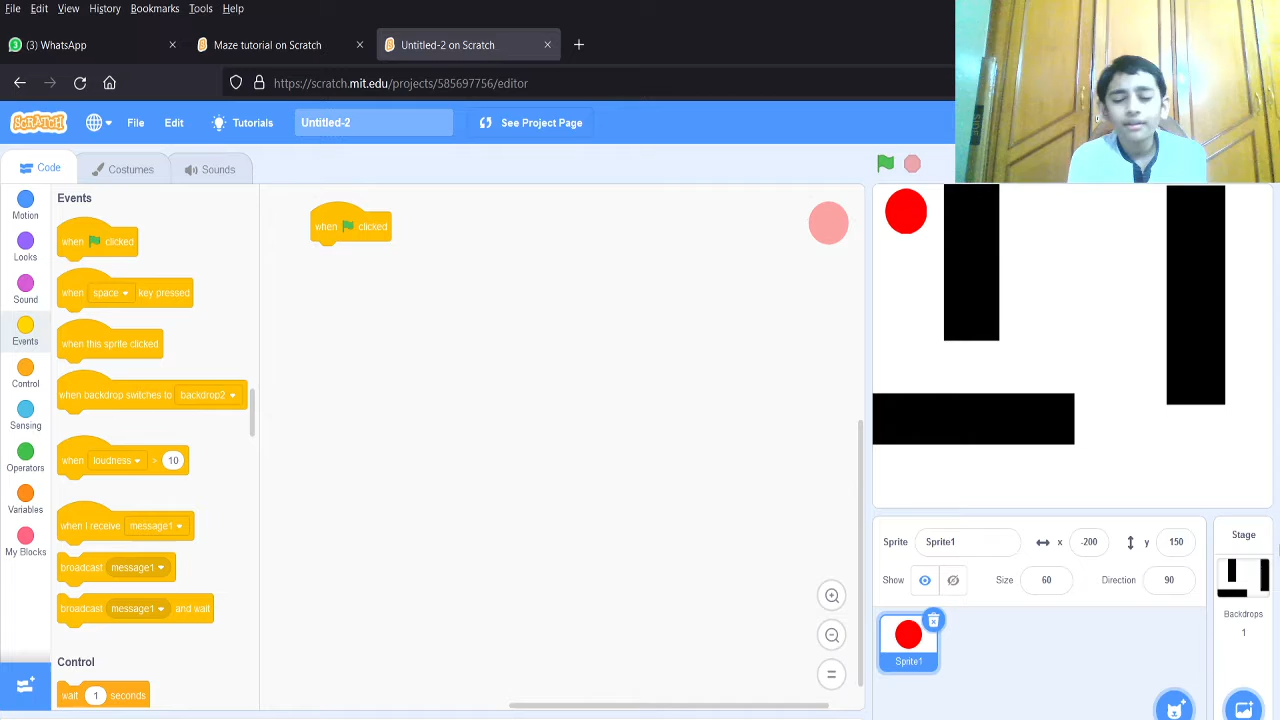 File Edit View History Bookmarks Tools Help
(3) WhatsApp
Maze tutorial on Scratch
Untitled-2 on Scratch
https://scratch.mit.edu/projects/585697756/editor
SCRATCH
File
Edit
Tutorials
Untitled-2
See Project Page
Code
Costumes
Sounds
Motion
Looks
Sound
Events
Control
Sensing
Operators
Variables
My Blocks
Events
when clicked
when space key pressed
when this sprite clicked
when backdrop switches to backdrop2
when loudness > 10
when I receive message1
broadcast message1
broadcast message1 and wait
Control
wait 1 seconds
when clicked
Sprite Sprite1 x -200 y 150
Show Size 60 Direction 90
Sprite1
Stage
Backdrops
1